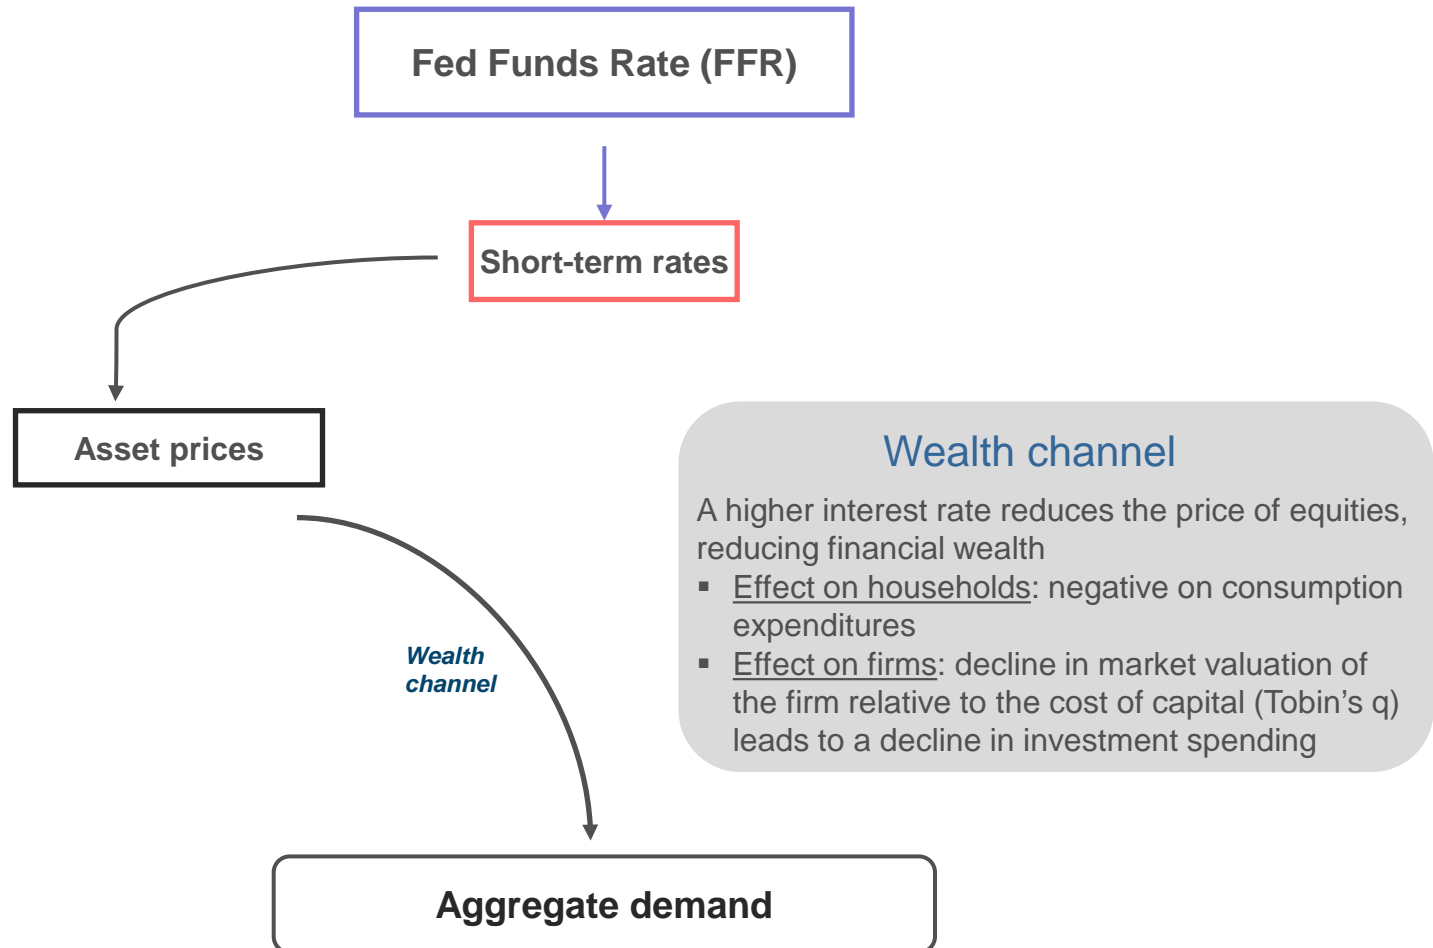 Fed Funds Rate (FFR)
Short-term rates
Asset prices
Wealth
channel
Wealth channel
A higher interest rate reduces the price of equities,
reducing financial wealth
▪ Effect on households: negative on consumption
expenditures
▪ Effect on firms: decline in market valuation of
the firm relative to the cost of capital (Tobin's q)
leads to a decline in investment spending
Aggregate demand